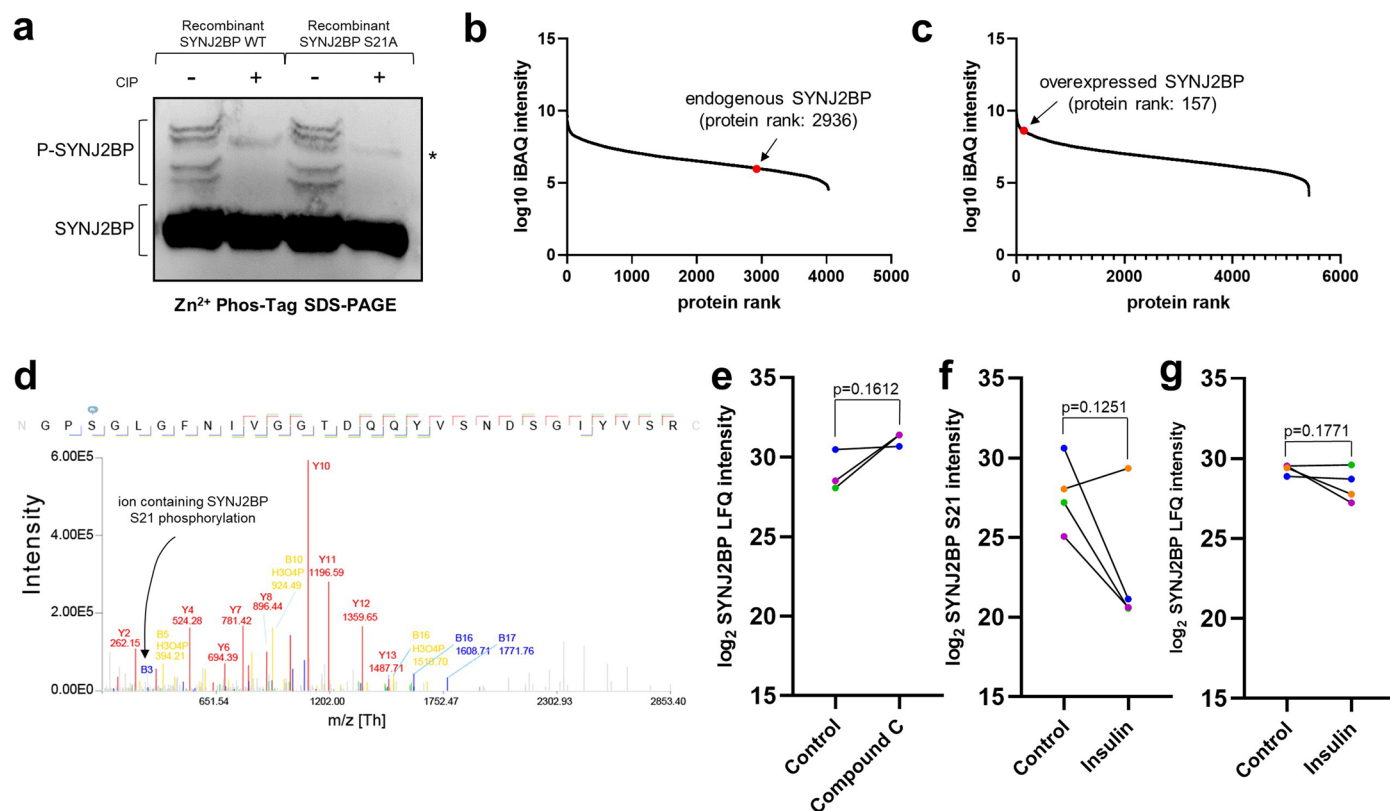 a
Recombinant
SYNJ2BP WT
Recombinant
SYNJ2BP S21A
CIP
-
+
-
+
P-SYNJ2BP
*
SYNJ2BP
Zn²⁺ Phos-Tag SDS-PAGE
b
log10 iBAQ intensity
15
10
5
0
endogenous SYNJ2BP
(protein rank: 2936)
0 1000 2000 3000 4000 5000
protein rank
c
log10 iBAQ intensity
15
10
5
0
overexpressed SYNJ2BP
(protein rank: 157)
0 2000 4000 6000
protein rank
d
N G P S G L G F N I V G G T D Q Q Y V S N D S G I Y V S R C
Intensity
6.00E5
4.00E5
2.00E5
0.00E0
ion containing SYNJ2BP
S21 phosphorylation
Y2
262.15
B3
B5
H3O4P
394.21
Y4
524.28
Y6
694.39
Y7
781.42
Y8
896.44
B10
H3O4P
924.49
Y10
Y11
1196.59
Y12
1359.65
Y13
1487.71
B16
H3O4P
1510.70
B16
1608.71
B17
1771.76
651.54 1202.00 1752.47 2302.93 2853.40
m/z [Th]
e
log₂ SYNJ2BP LFQ intensity
35
30
25
20
15
p=0.1612
Control
Compound C
f
log₂ SYNJ2BP S21 intensity
35
30
25
20
15
p=0.1251
Control
Insulin
g
log₂ SYNJ2BP LFQ intensity
35
30
25
20
15
p=0.1771
Control
Insulin